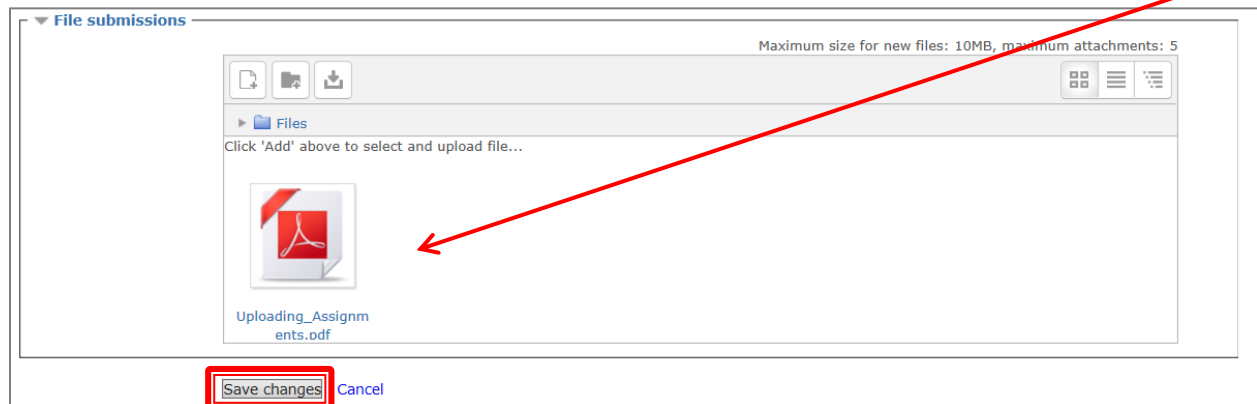 File submissions
Maximum size for new files: 10MB, maximum attachments: 5
Files
Click 'Add' above to select and upload file...
Uploading_Assignm
ents.pdf
Save changes Cancel